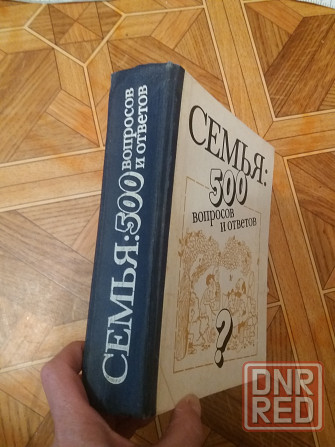 СЕМЬЯ: 500 вопросов
и ответов
СЕМЬЯ:
500
вопросов
и ответов
?
DNR
RED